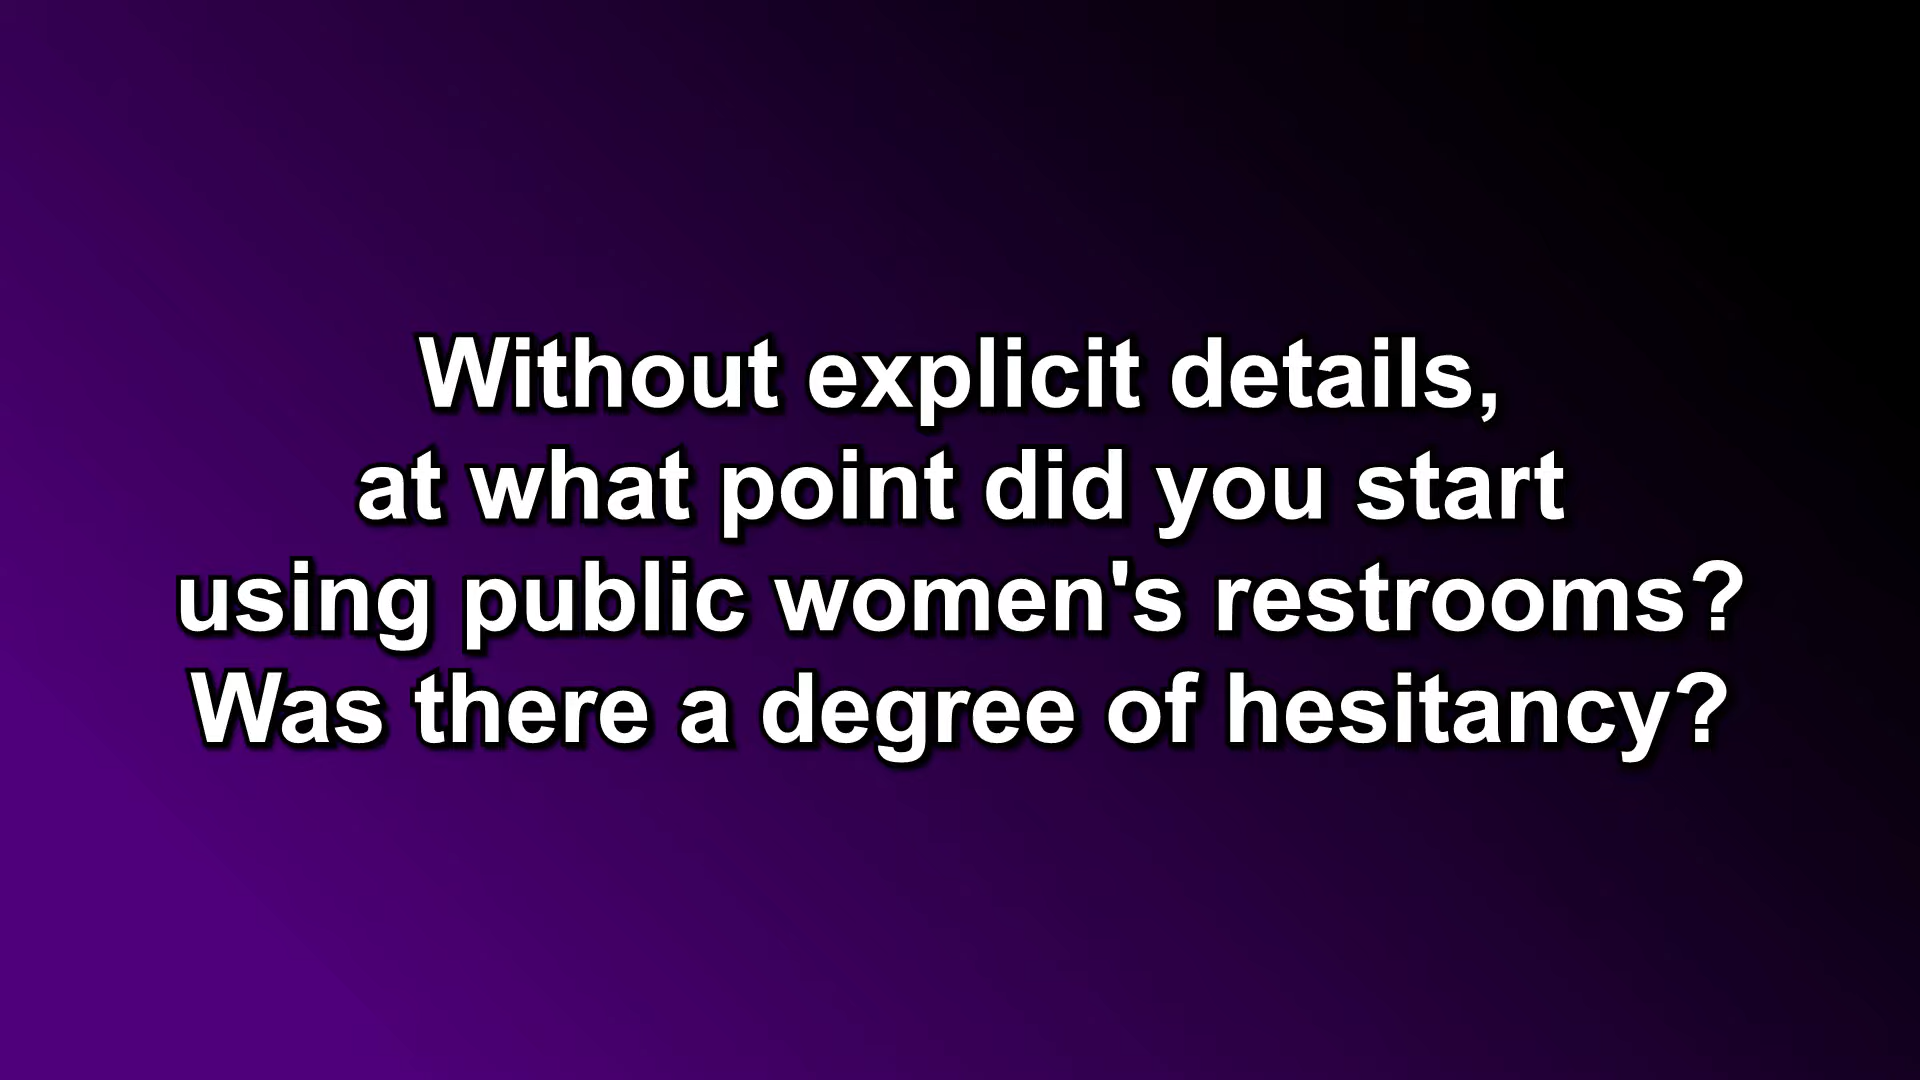 Without explicit details,
at what point did you start
using public women's restrooms?
Was there a degree of hesitancy?